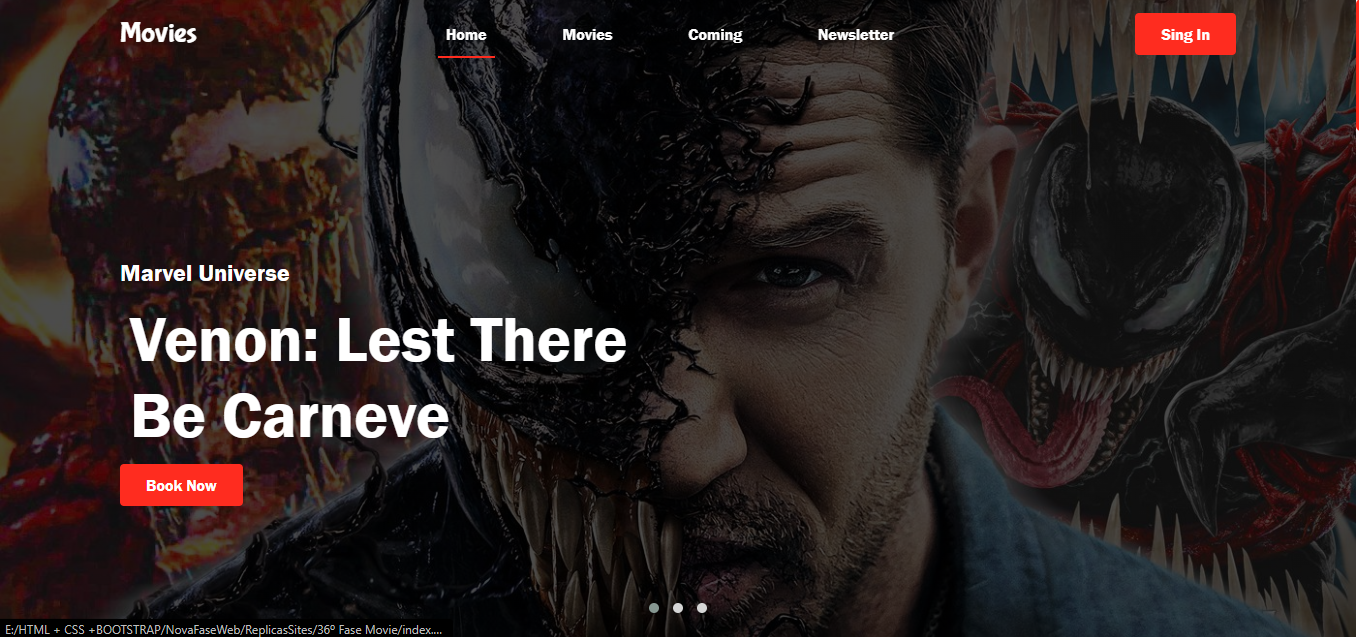 Movies
Home
Movies
Coming
Newsletter
Sing In
Marvel Universe
Venon: Lest There
Be Carneve
Book Now
E:/HTML + CSS +BOOTSTRAP/NovaFaseWeb/ReplicasSites/36º Fase Movie/index....